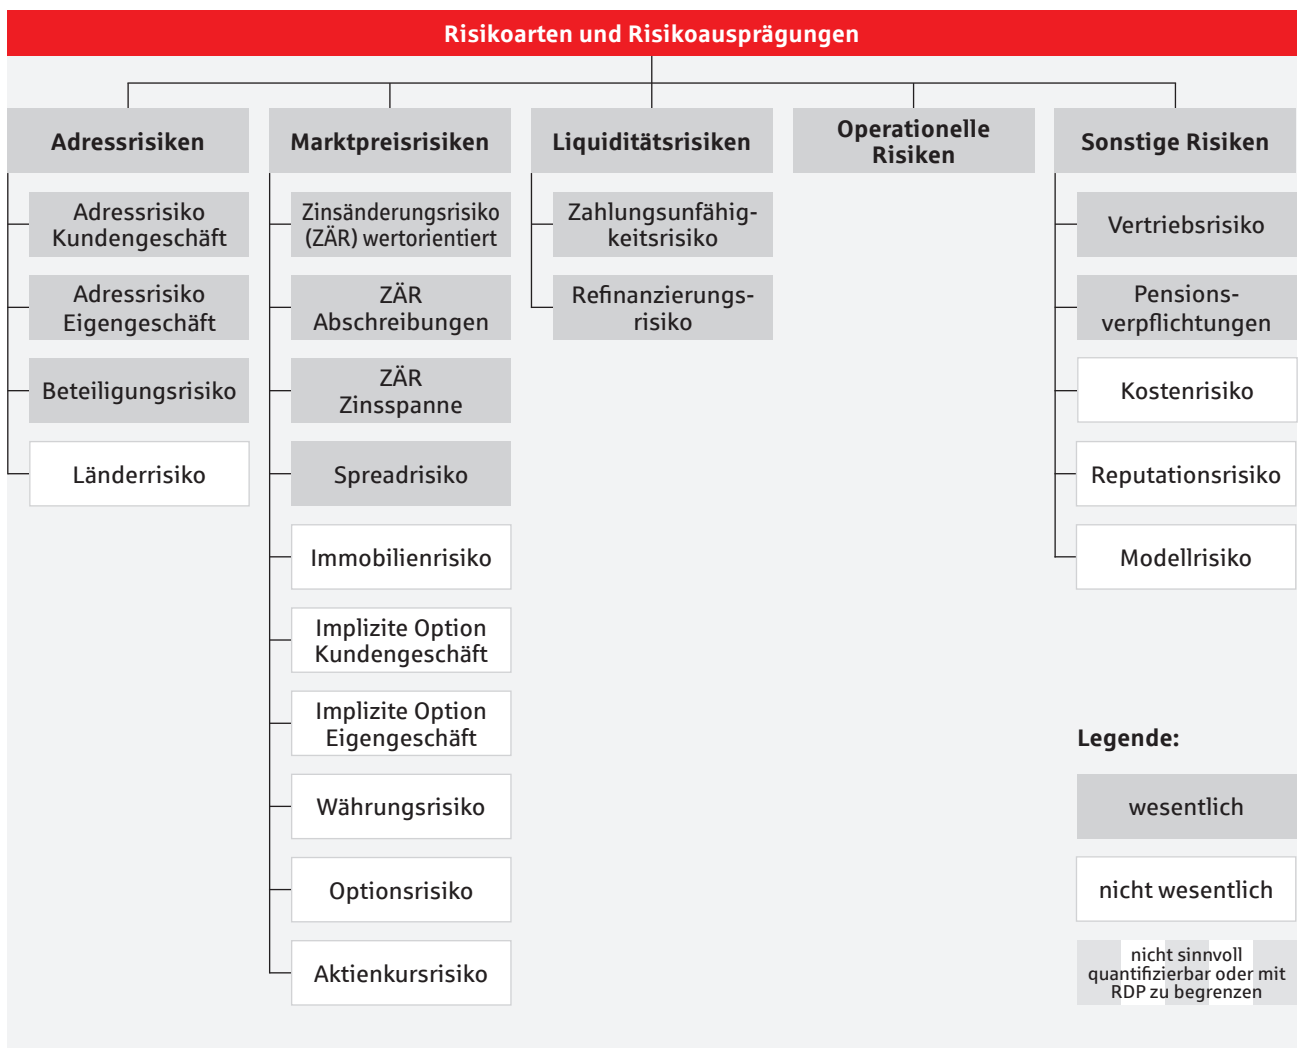 Risikoarten und Risikoausprägungen
Adressrisiken
Adressrisiko
Kundengeschäft
Adressrisiko
Eigengeschäft
Beteiligungsrisiko
Länderrisiko
Marktpreisrisiken
Zinsänderungsrisiko
(ZÄR) wertorientiert
ZÄR
Abschreibungen
ZÄR
Zinsspanne
Spreadrisiko
Immobilienrisiko
Implizite Option
Kundengeschäft
Implizite Option
Eigengeschäft
Währungsrisiko
Optionsrisiko
Aktienkursrisiko
Liquiditätsrisiken
Zahlungsunfähig-
keitsrisiko
Refinanzierungs-
risiko
Operationelle
Risiken
Sonstige Risiken
Vertriebsrisiko
Pensions-
verpflichtungen
Kostenrisiko
Reputationsrisiko
Modellrisiko
Legende:
wesentlich
nicht wesentlich
nicht sinnvoll
quantifizierbar oder mit
RDP zu begrenzen